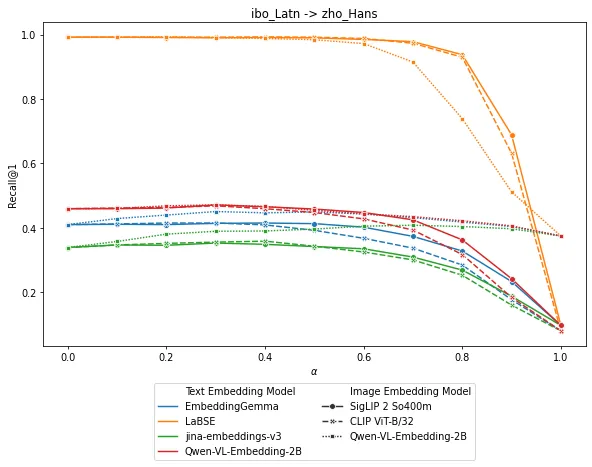 ibo_Latn -> zho_Hans
Recall@1
1.0
0.8
0.6
0.4
0.2
0.0 0.2 0.4 0.6 0.8 1.0
α
Text Embedding Model Image Embedding Model
EmbeddingGemma SigLIP 2 So400m
LaBSE CLIP ViT-B/32
jina-embeddings-v3 Qwen-VL-Embedding-2B
Qwen-VL-Embedding-2B